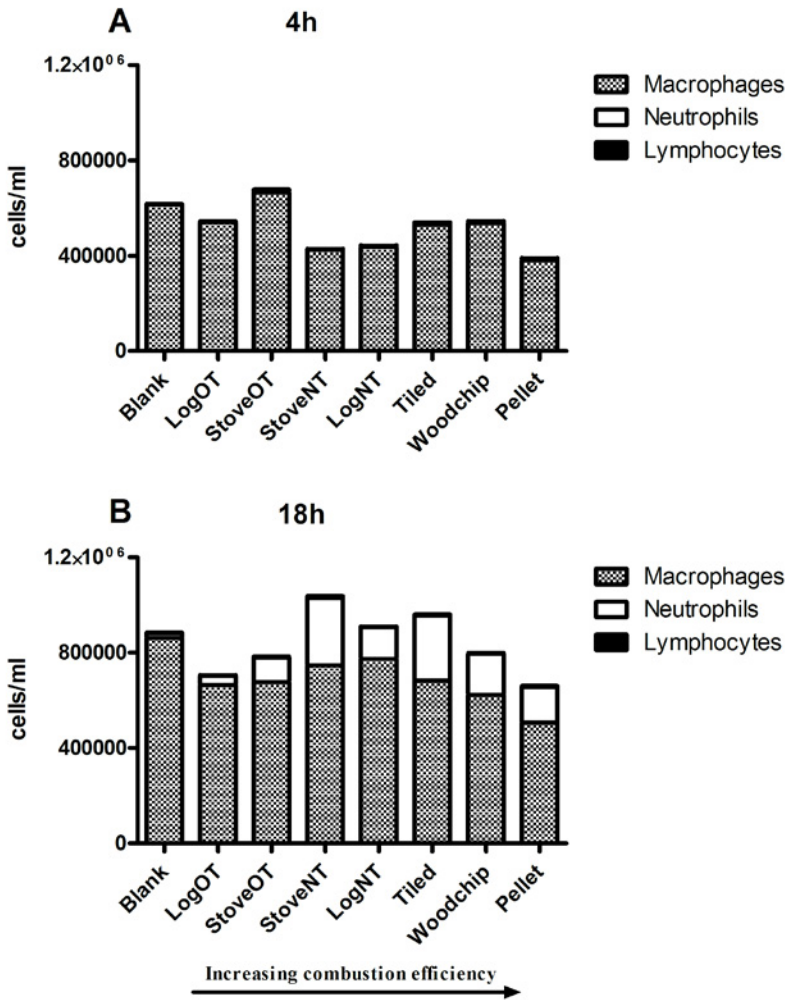 A
4h
1.2×10⁰⁶
800000
400000
0
cells/ml
Macrophages
Neutrophils
Lymphocytes
Blank
LogOT
StoveOT
StoveNT
LogNT
Tiled
Woodchip
Pellet
B
18h
1.2×10⁰⁶
800000
400000
0
cells/ml
Macrophages
Neutrophils
Lymphocytes
Blank
LogOT
StoveOT
StoveNT
LogNT
Tiled
Woodchip
Pellet
Increasing combustion efficiency